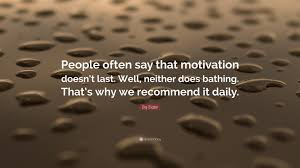 People often say that motivation
doesn't last. Well, neither does bathing.
That's why we recommend it daily.
Zig Ziglar